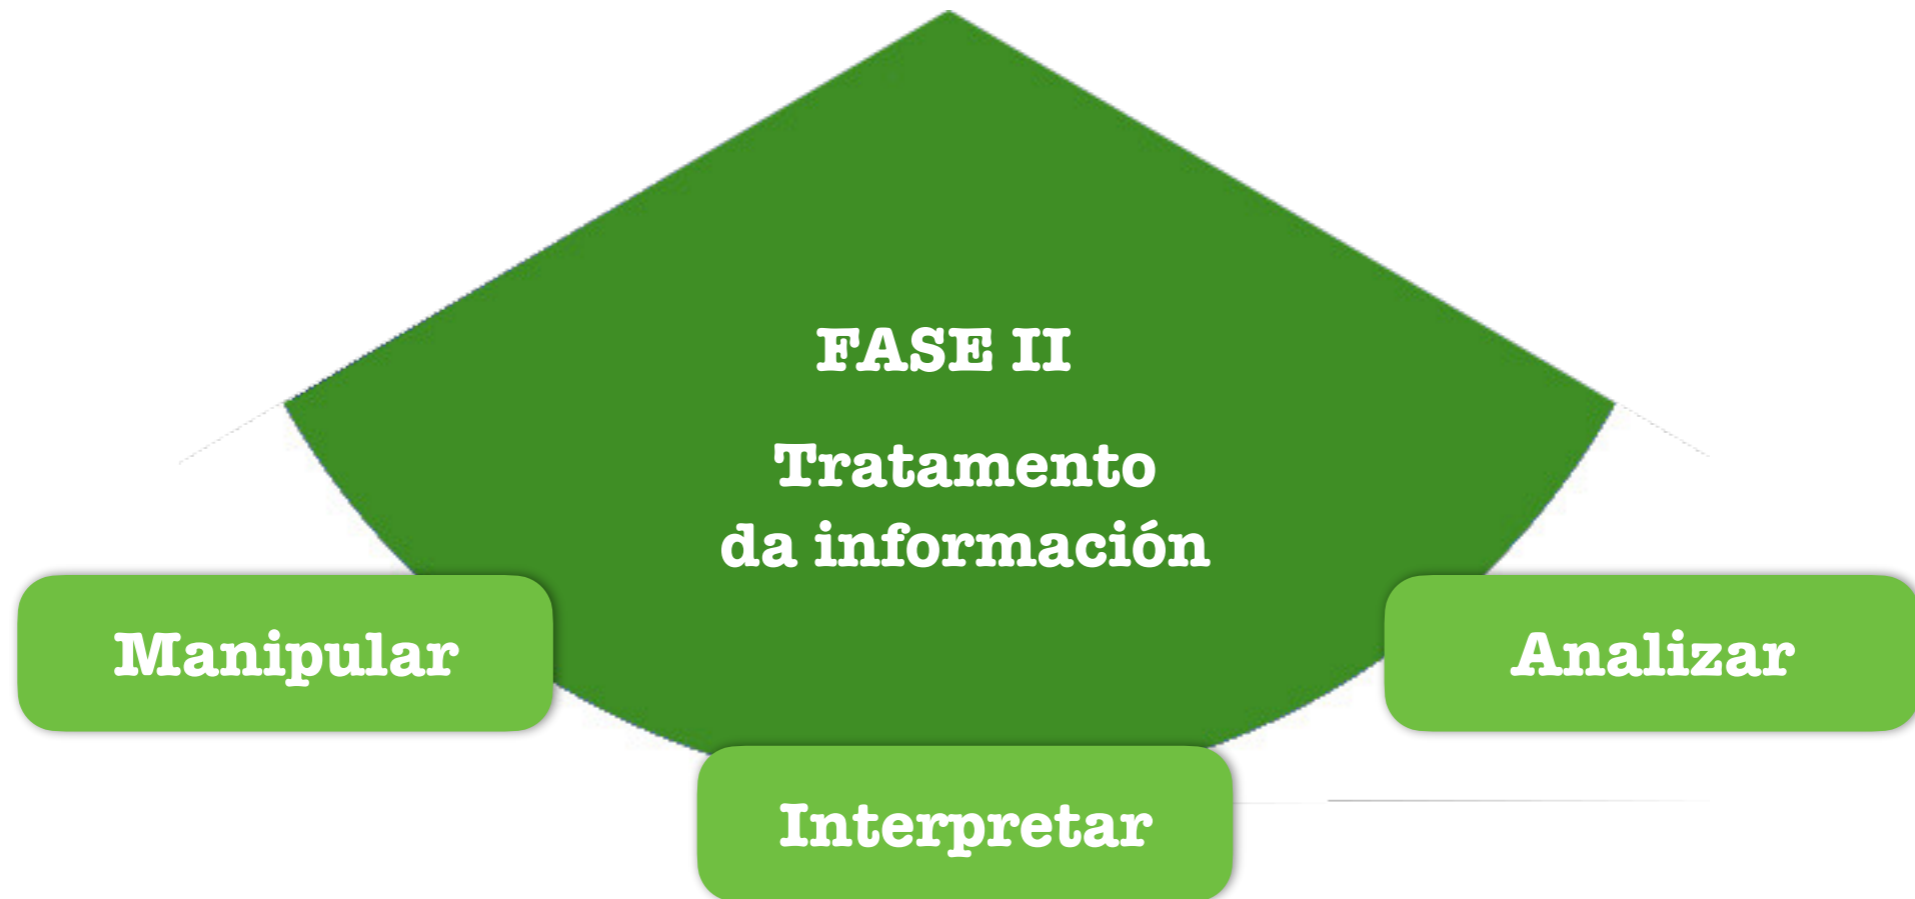 FASE II
Tratamento
da información
Manipular
Analizar
Interpretar